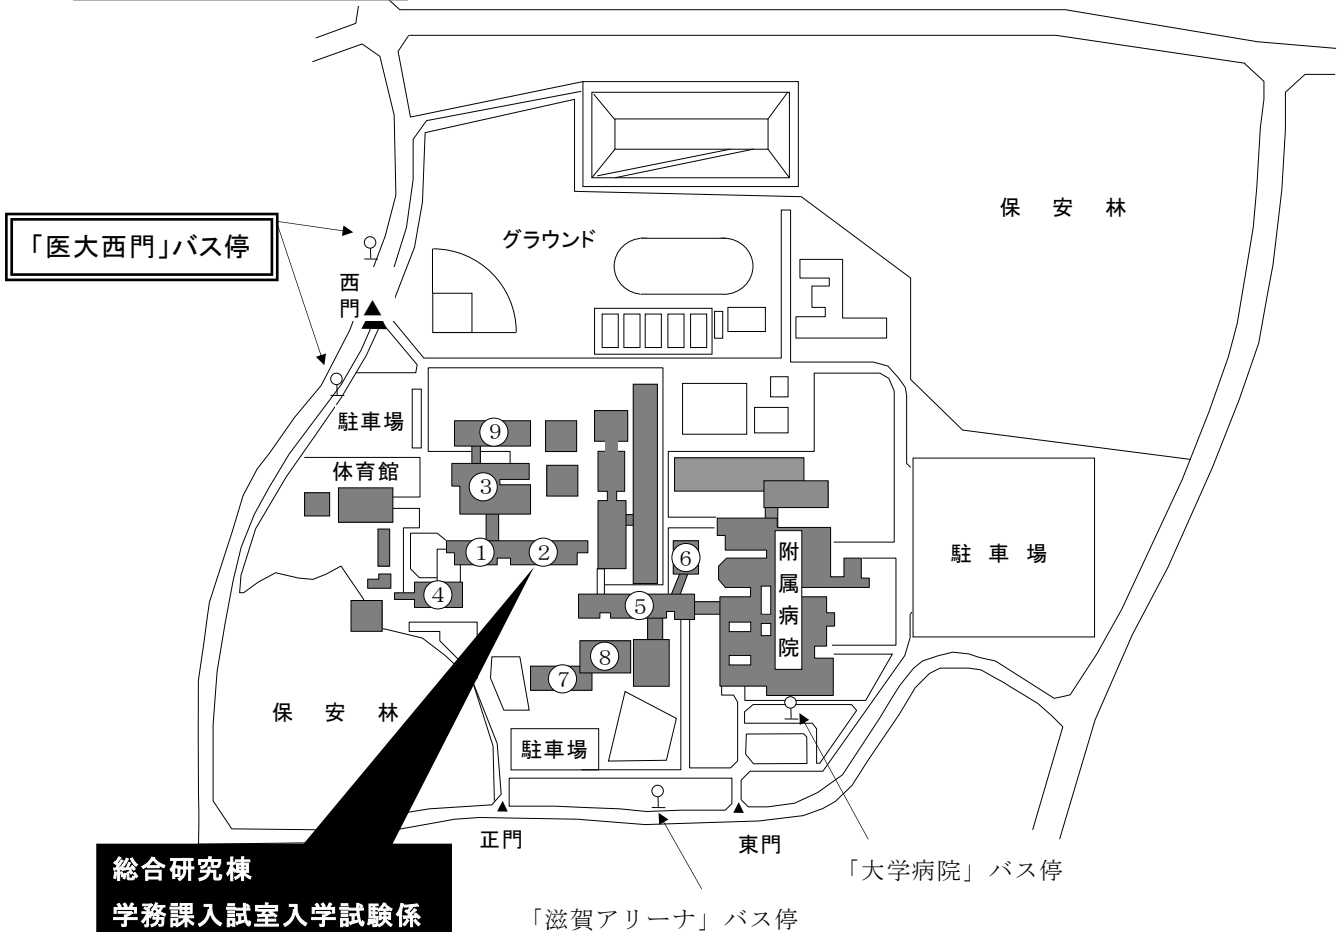 保安林
「医大西門」バス停
グラウンド
西門
駐車場
⑨
体育館
③
①
②
⑥
附属病院
駐車場
④
⑤
⑧
⑦
保安林
駐車場
正門
東門
総合研究棟
学務課入試室入学試験係
「大学病院」バス停
「滋賀アリーナ」バス停